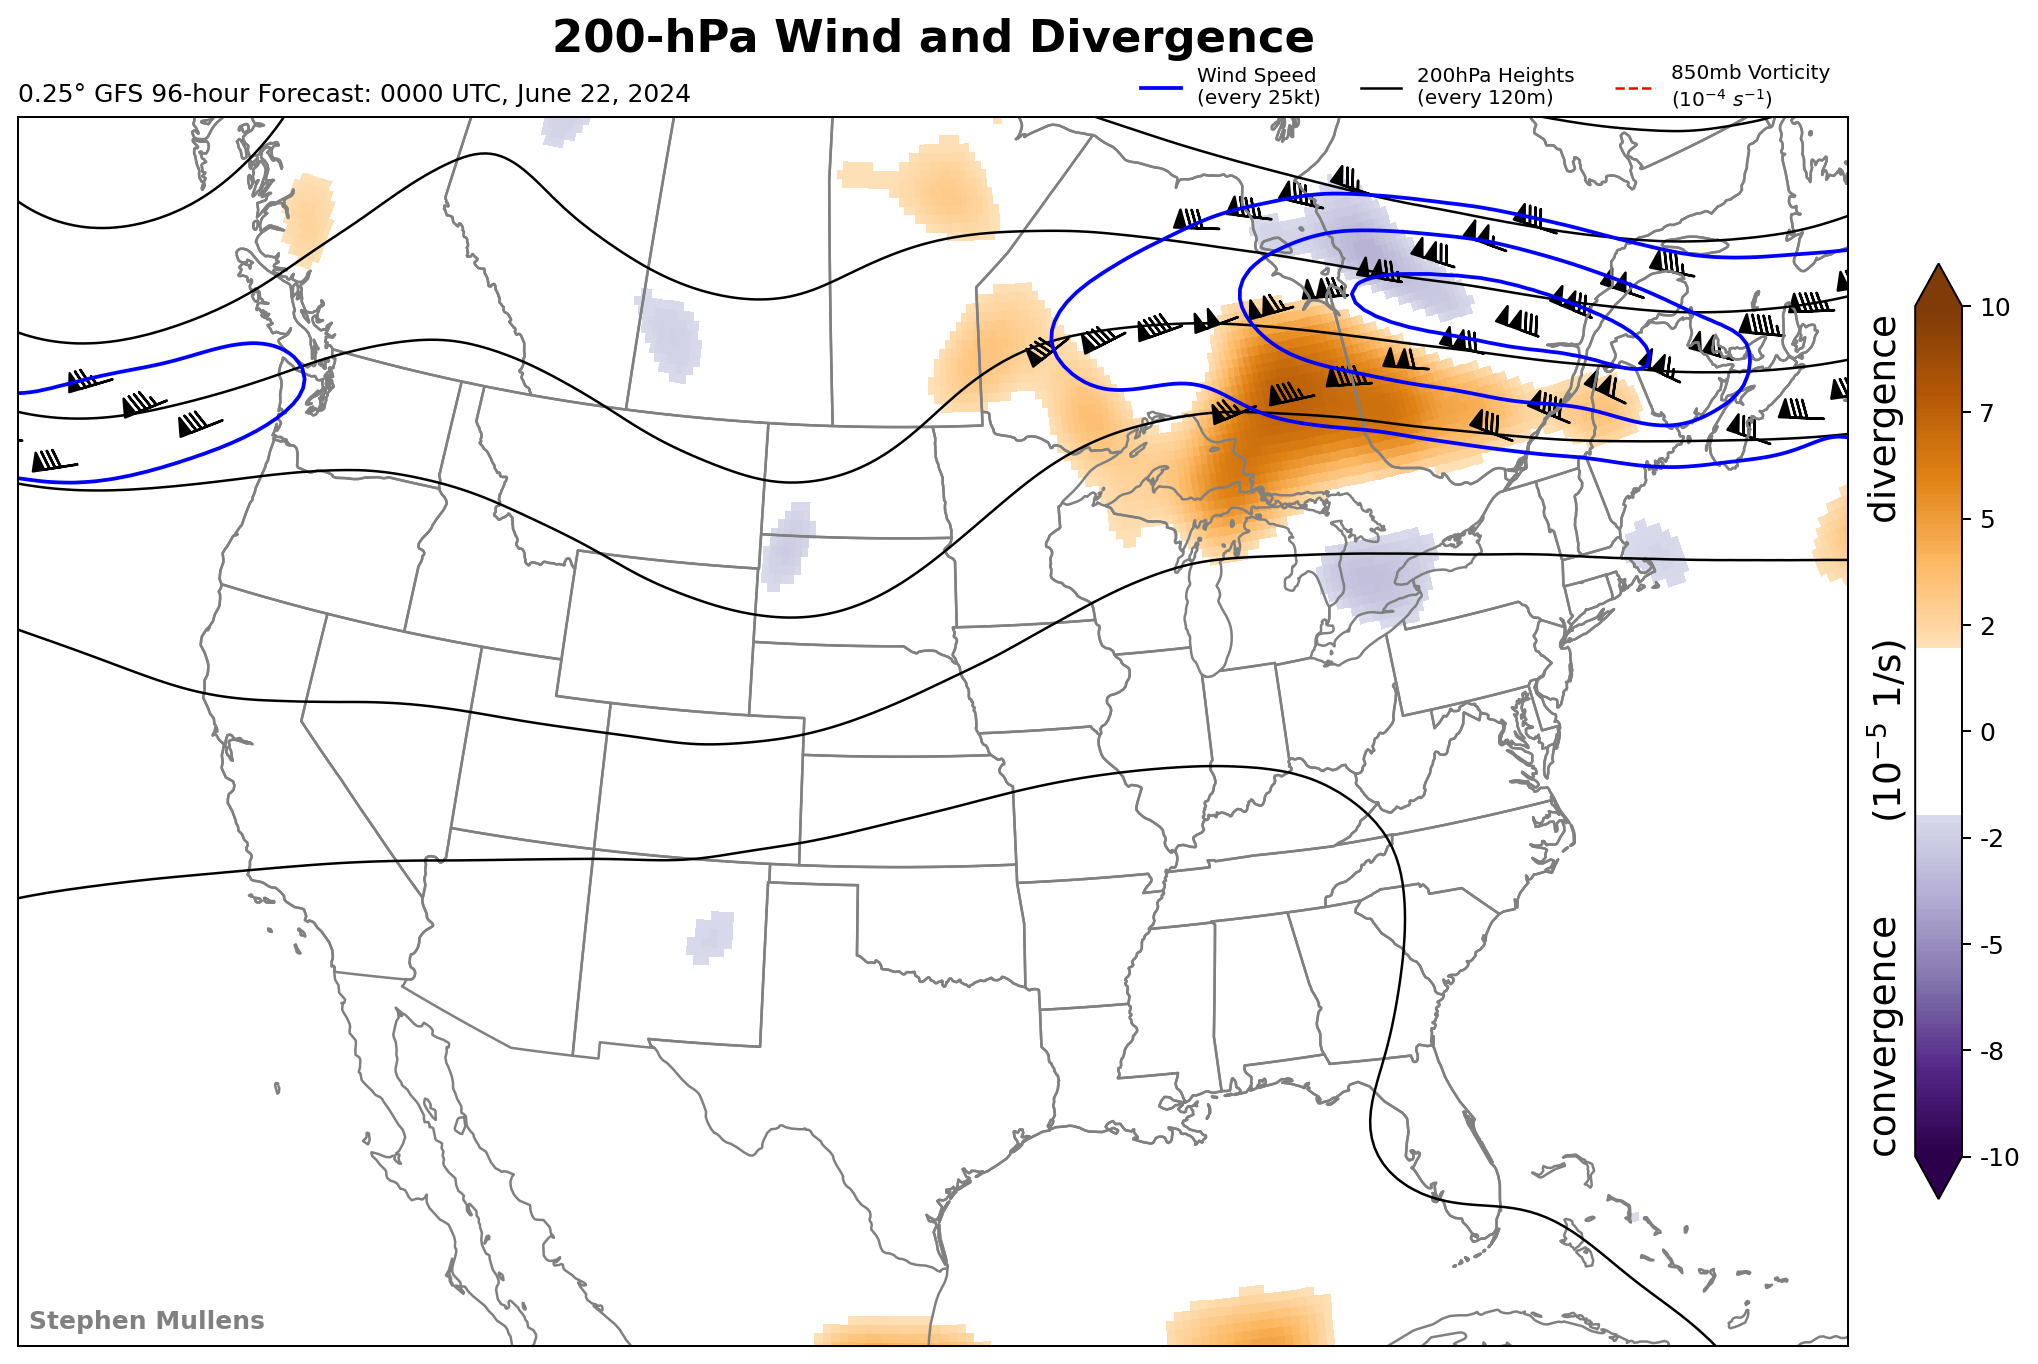 200-hPa Wind and Divergence
0.25° GFS 96-hour Forecast: 0000 UTC, June 22, 2024
Wind Speed
(every 25kt)
200hPa Heights
(every 120m)
850mb Vorticity
(10⁻⁴ s⁻¹)
10
7
5
2
0
-2
-5
-8
-10
convergence (10⁻⁵ 1/s) divergence
Stephen Mullens